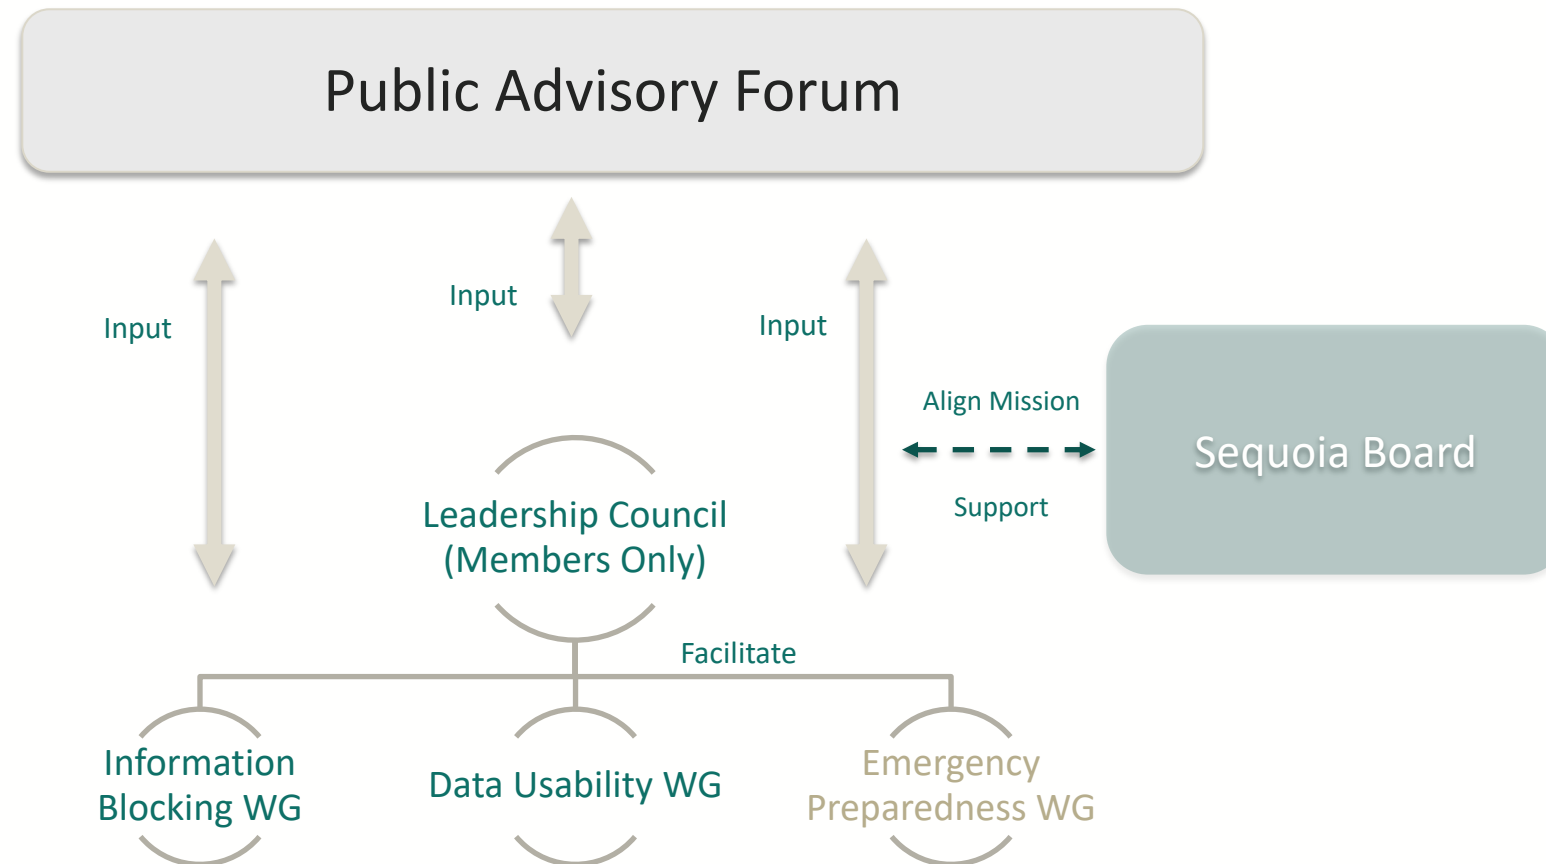 Public Advisory Forum
Input
Input
Input
Align Mission
Support
Sequoia Board
Leadership Council
(Members Only)
Facilitate
Information
Blocking WG
Data Usability WG
Emergency
Preparedness WG